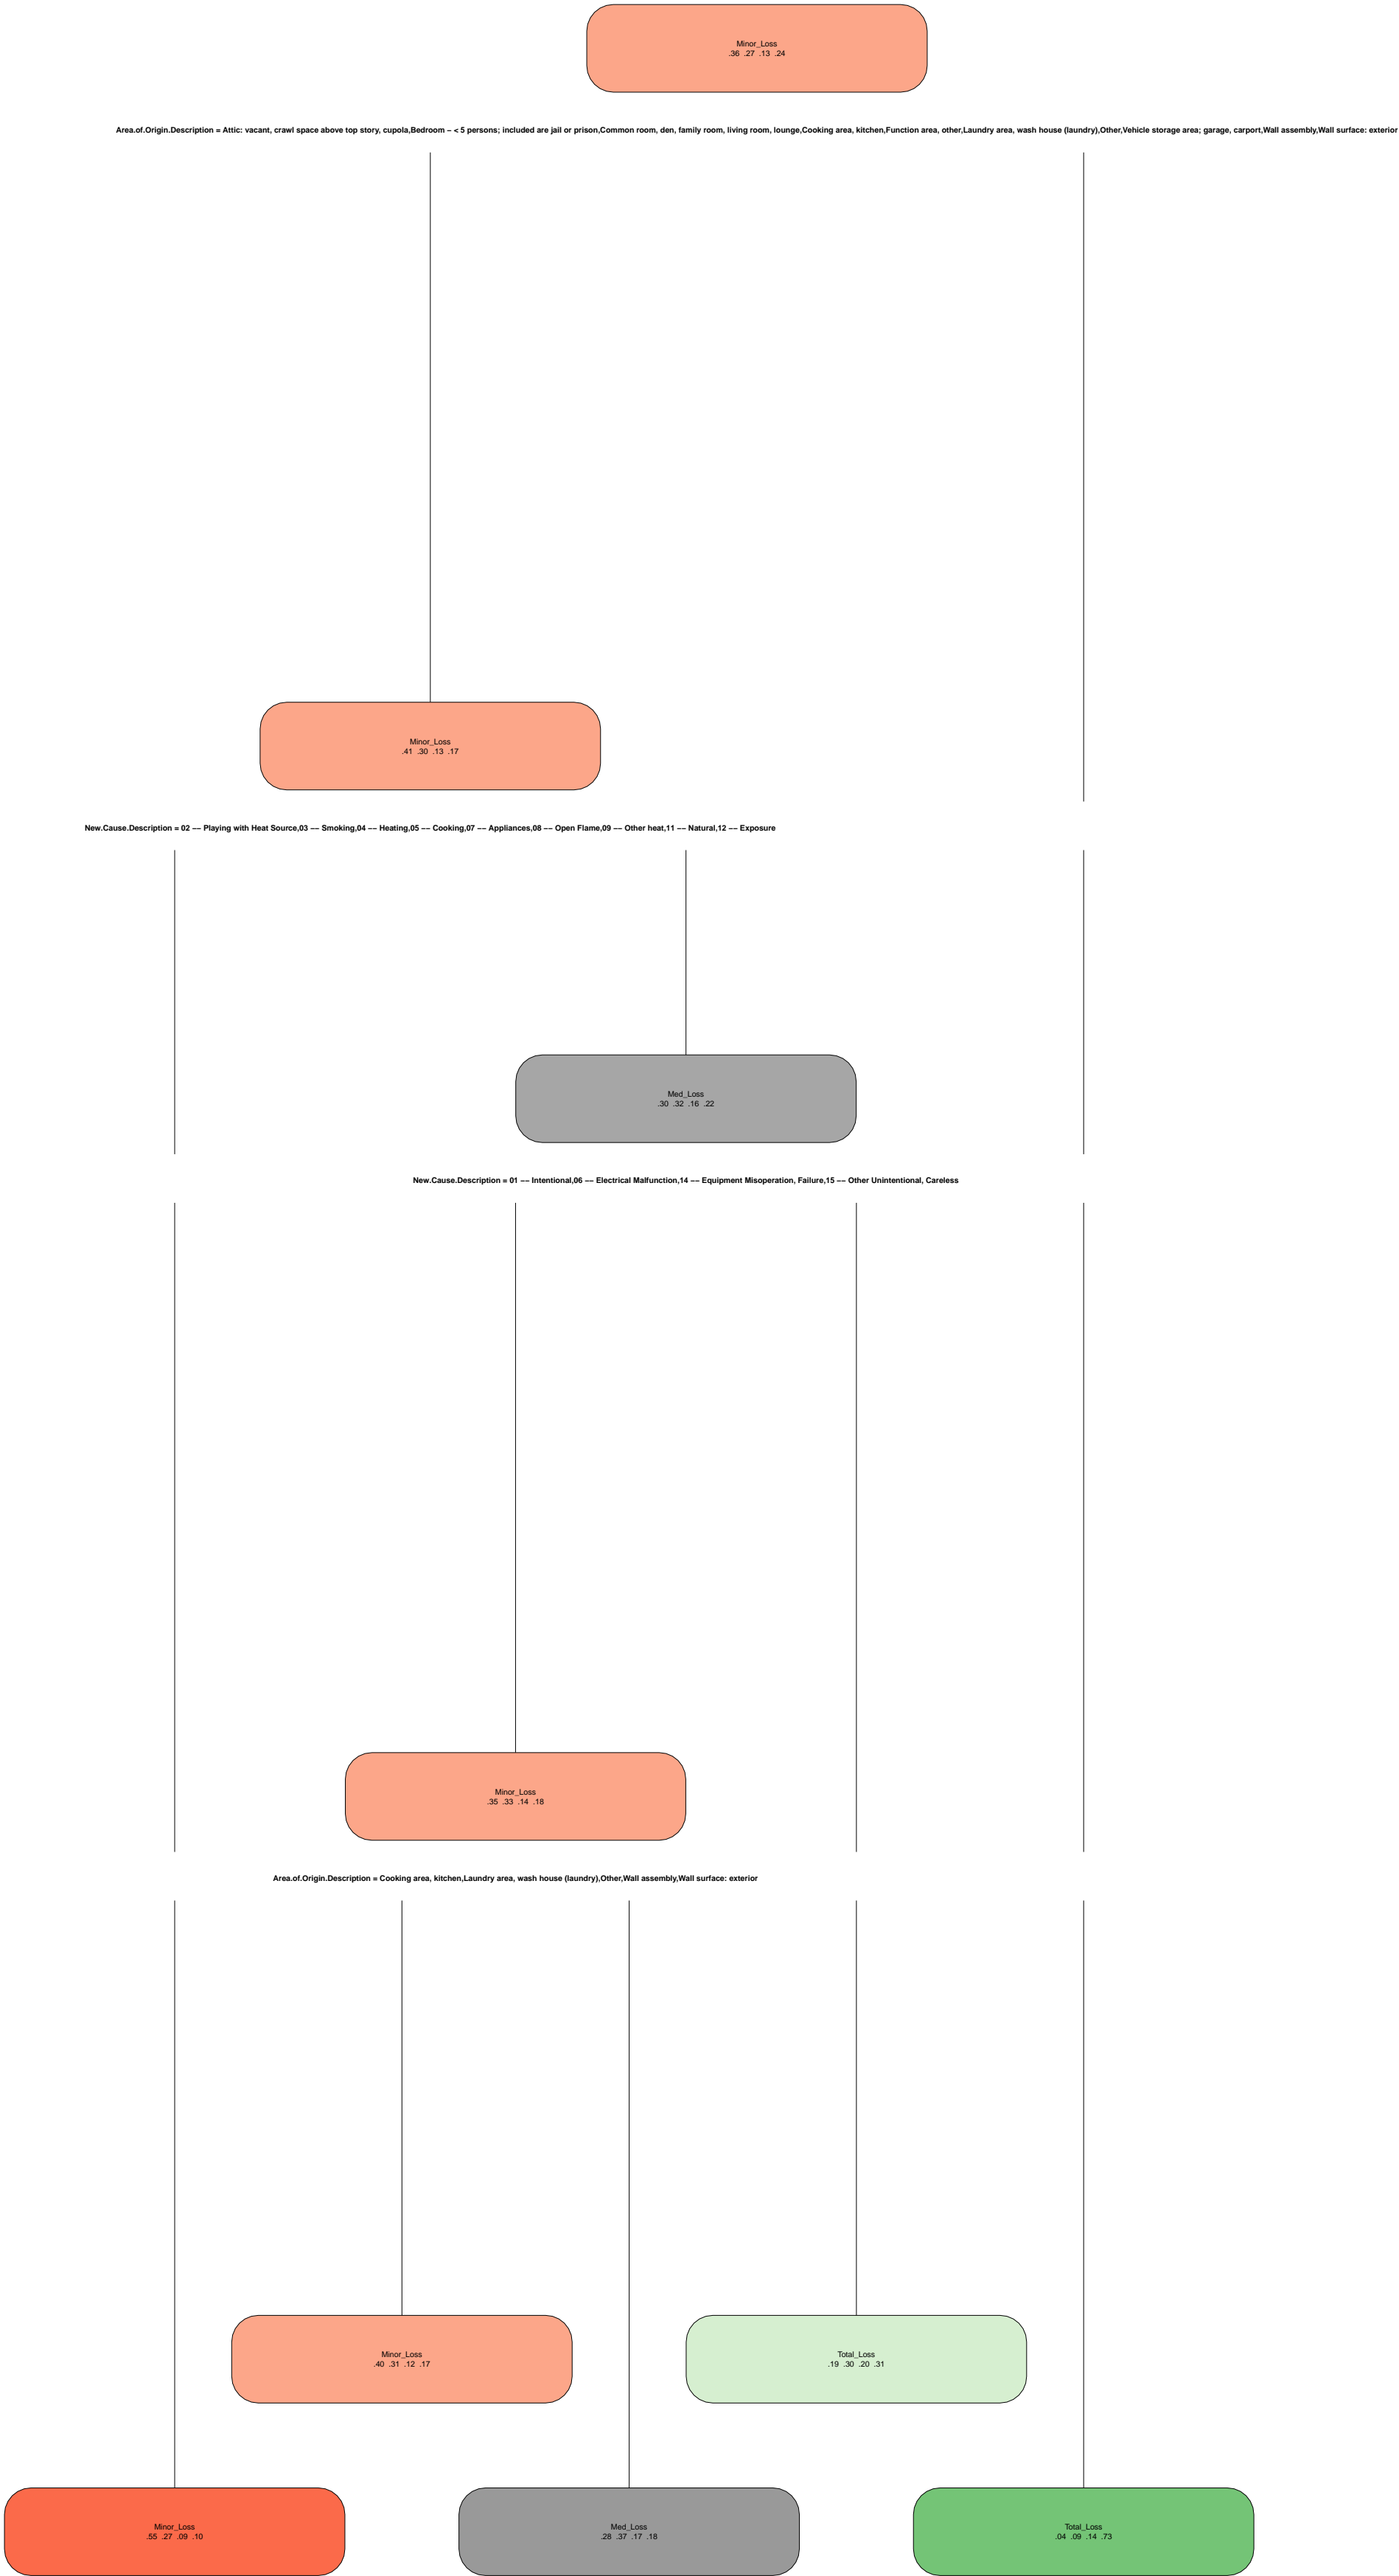 Minor_Loss
.36 .27 .13 .24
Area.of.Origin.Description = Attic: vacant, crawl space above top story, cupola,Bedroom − < 5 persons; included are jail or prison,Common room, den, family room, living room, lounge,Cooking area, kitchen,Function area, other,Laundry area, wash house (laundry),Other,Vehicle storage area; garage, carport,Wall assembly,Wall surface: exterior
Minor_Loss
.41 .30 .13 .17
New.Cause.Description = 02 −− Playing with Heat Source,03 −− Smoking,04 −− Heating,05 −− Cooking,07 −− Appliances,08 −− Open Flame,09 −− Other heat,11 −− Natural,12 −− Exposure
Med_Loss
.30 .32 .16 .22
New.Cause.Description = 01 −− Intentional,06 −− Electrical Malfunction,14 −− Equipment Misoperation, Failure,15 −− Other Unintentional, Careless
Minor_Loss
.35 .33 .14 .18
Area.of.Origin.Description = Cooking area, kitchen,Laundry area, wash house (laundry),Other,Wall assembly,Wall surface: exterior
Minor_Loss
.40 .31 .12 .17
Total_Loss
.19 .30 .20 .31
Minor_Loss
.55 .27 .09 .10
Med_Loss
.28 .37 .17 .18
Total_Loss
.04 .09 .14 .73